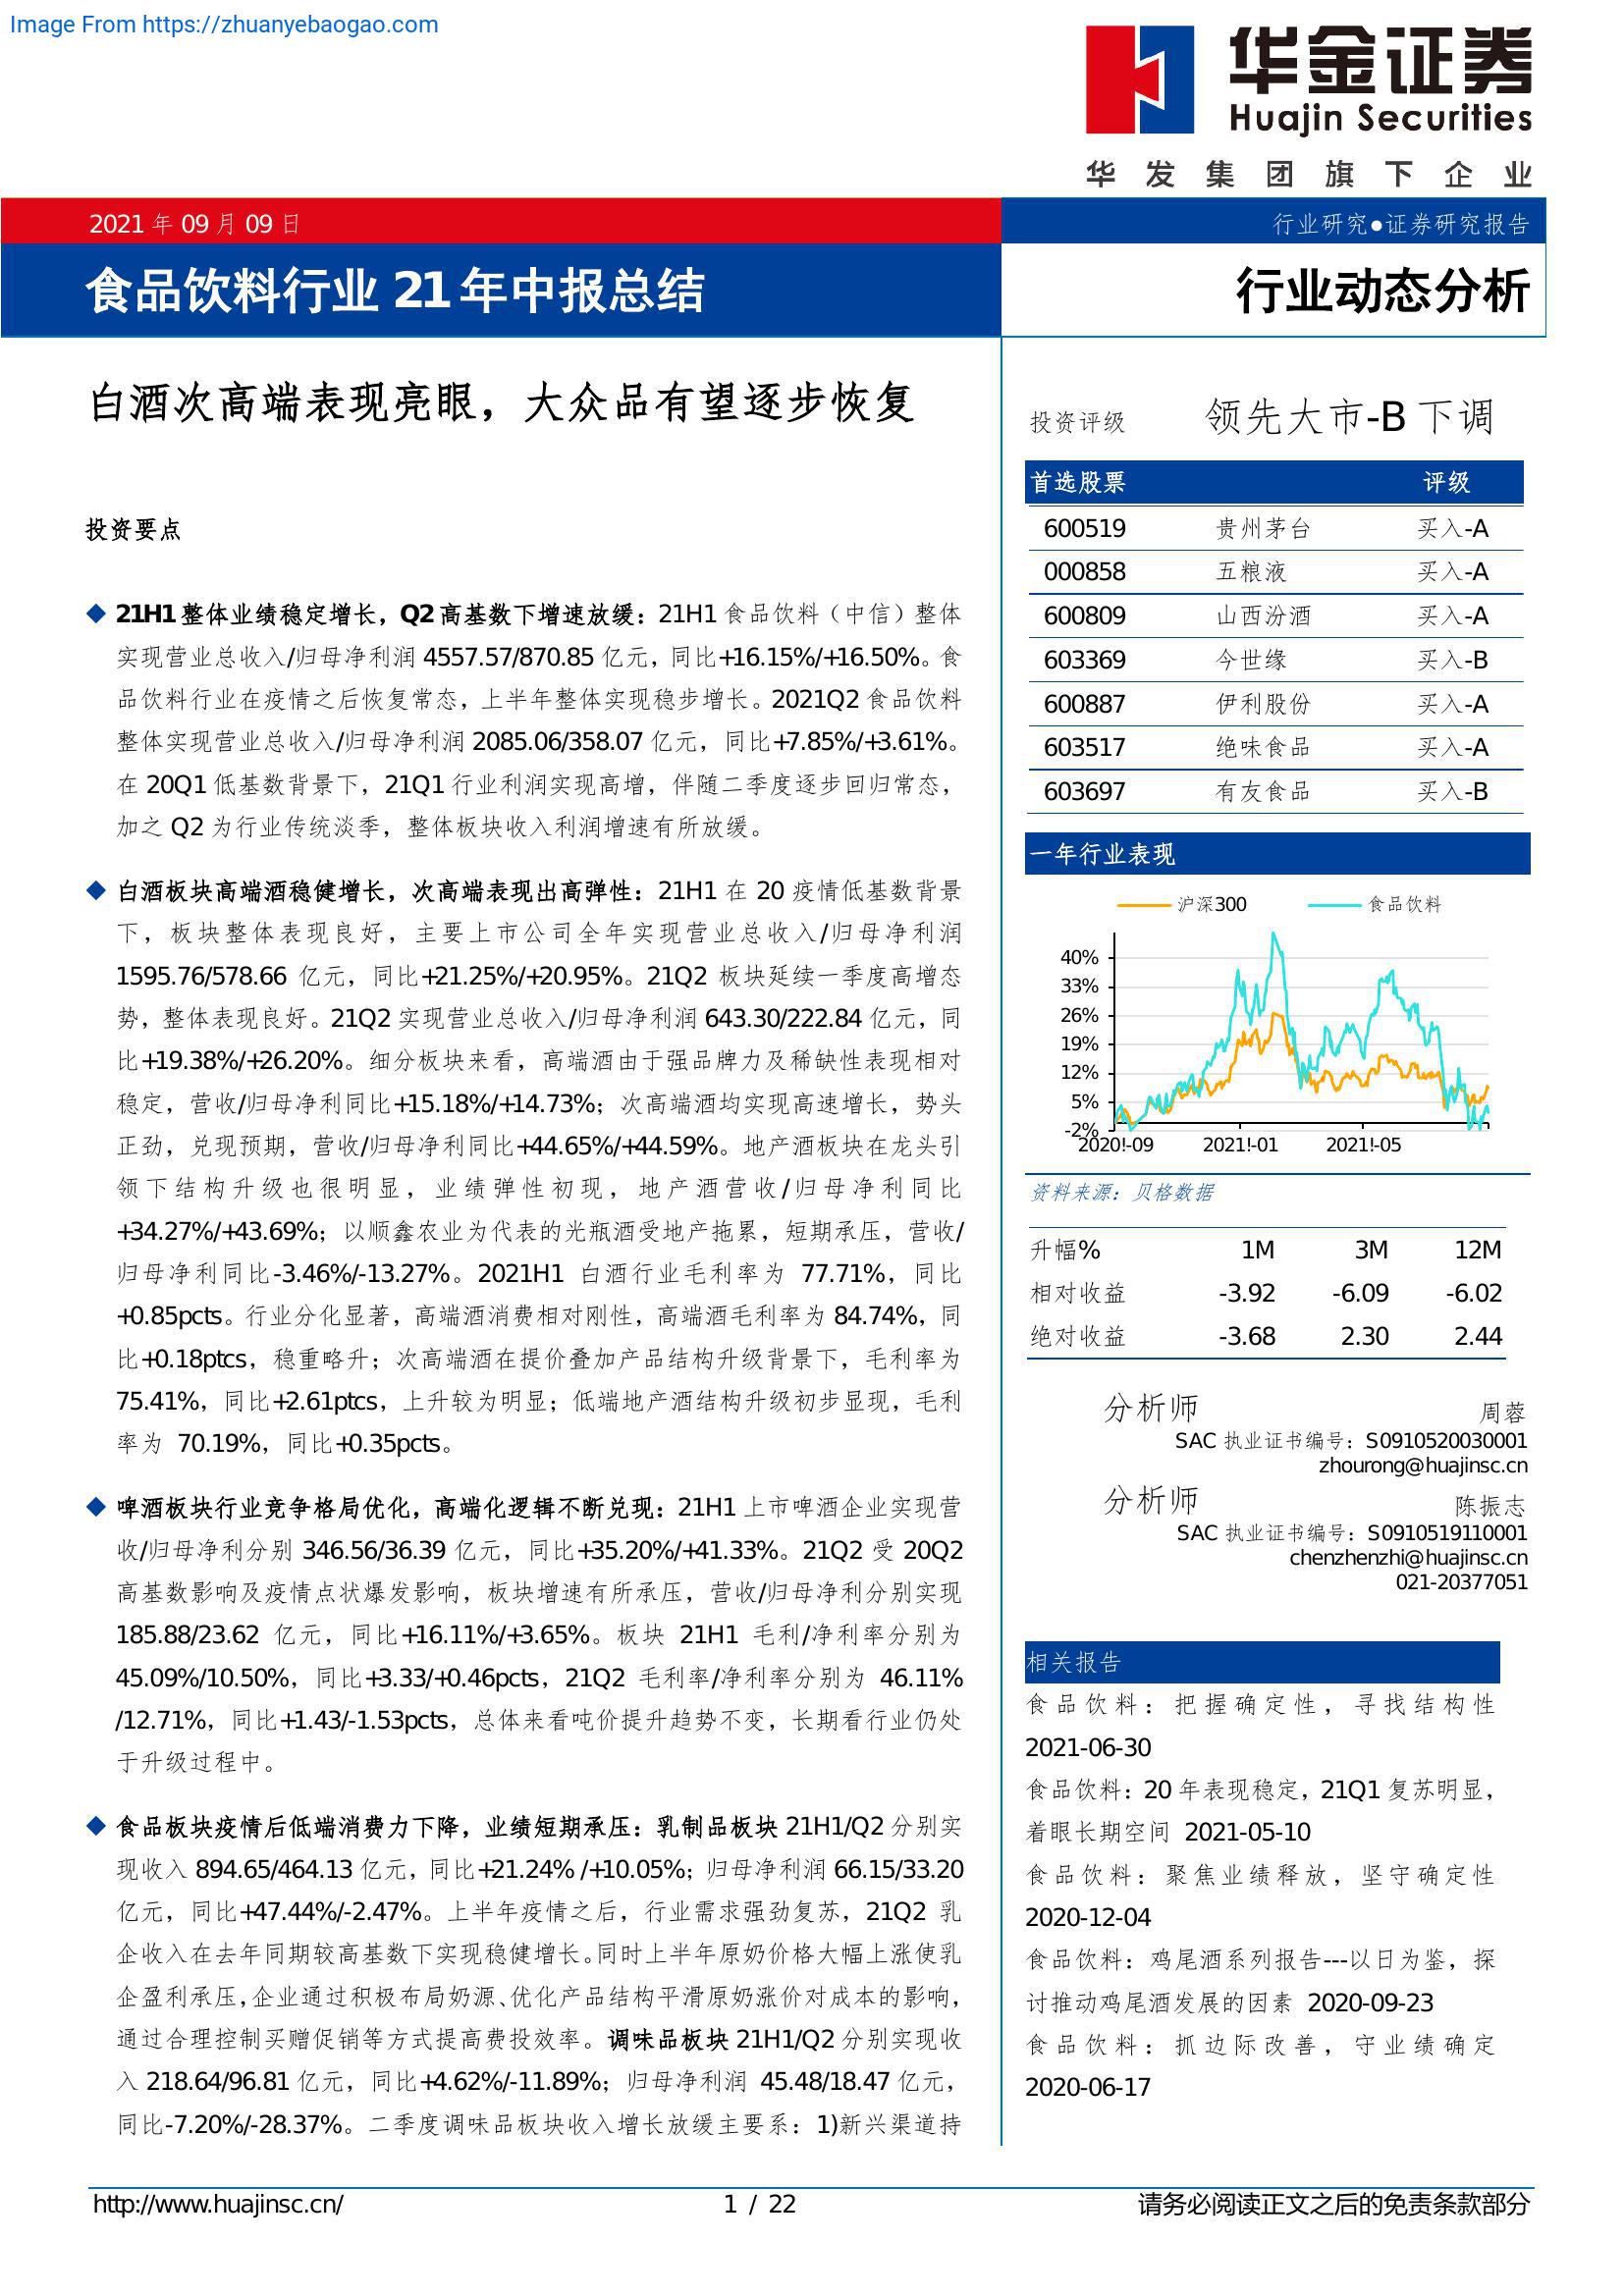 Image From https://zhuanyebaogao.com
华金证券
Huajin Securities
华发集团旗下企业
2021 年 09 月 09 日
行业研究●证券研究报告
食品饮料行业 21 年中报总结
行业动态分析
白酒次高端表现亮眼，大众品有望逐步恢复
投资要点
◆ 21H1 整体业绩稳定增长，Q2 高基数下增速放缓：21H1 食品饮料（中信）整体
实现营业总收入/归母净利润 4557.57/870.85 亿元，同比+16.15%/+16.50%。食
品饮料行业在疫情之后恢复常态，上半年整体实现稳步增长。2021Q2 食品饮料
整体实现营业总收入/归母净利润 2085.06/358.07 亿元，同比+7.85%/+3.61%。
在 20Q1 低基数背景下，21Q1 行业利润实现高增，伴随二季度逐步回归常态，
加之 Q2 为行业传统淡季，整体板块收入利润增速有所放缓。
◆ 白酒板块高端酒稳健增长，次高端表现出高弹性：21H1 在 20 疫情低基数背景
下，板块整体表现良好，主要上市公司全年实现营业总收入/归母净利润
1595.76/578.66 亿元，同比+21.25%/+20.95%。21Q2 板块延续一季度高增态
势，整体表现良好。21Q2 实现营业总收入/归母净利润 643.30/222.84 亿元，同
比+19.38%/+26.20%。细分板块来看，高端酒由于强品牌力及稀缺性表现相对
稳定，营收/归母净利同比+15.18%/+14.73%；次高端酒均实现高速增长，势头
正劲，兑现预期，营收/归母净利同比+44.65%/+44.59%。地产酒板块在龙头引
领下结构升级也很明显，业绩弹性初现，地产酒营收/归母净利同比
+34.27%/+43.69%；以顺鑫农业为代表的光瓶酒受地产拖累，短期承压，营收/
归母净利同比-3.46%/-13.27%。2021H1 白酒行业毛利率为 77.71%，同比
+0.85pcts。行业分化显著，高端酒消费相对刚性，高端酒毛利率为 84.74%，同
比+0.18ptcs，稳重略升；次高端酒在提价叠加产品结构升级背景下，毛利率为
75.41%，同比+2.61ptcs，上升较为明显；低端地产酒结构升级初步显现，毛利
率为 70.19%，同比+0.35pcts。
◆ 啤酒板块行业竞争格局优化，高端化逻辑不断兑现：21H1 上市啤酒企业实现营
收/归母净利分别 346.56/36.39 亿元，同比+35.20%/+41.33%。21Q2 受 20Q2
高基数影响及疫情点状爆发影响，板块增速有所承压，营收/归母净利分别实现
185.88/23.62 亿元，同比+16.11%/+3.65%。板块 21H1 毛利/净利率分别为
45.09%/10.50%，同比+3.33/+0.46pcts，21Q2 毛利率/净利率分别为 46.11%
/12.71%，同比+1.43/-1.53pcts，总体来看吨价提升趋势不变，长期看行业仍处
于升级过程中。
◆ 食品板块疫情后低端消费力下降，业绩短期承压：乳制品板块 21H1/Q2 分别实
现收入 894.65/464.13 亿元，同比+21.24% /+10.05%；归母净利润 66.15/33.20
亿元，同比+47.44%/-2.47%。上半年疫情之后，行业需求强劲复苏，21Q2 乳
企收入在去年同期较高基数下实现稳健增长。同时上半年原奶价格大幅上涨使乳
企盈利承压，企业通过积极布局奶源、优化产品结构平滑原奶涨价对成本的影响，
通过合理控制买赠促销等方式提高费投效率。调味品板块 21H1/Q2 分别实现收
入 218.64/96.81 亿元，同比+4.62%/-11.89%；归母净利润 45.48/18.47 亿元，
同比-7.20%/-28.37%。二季度调味品板块收入增长放缓主要系：1)新兴渠道持
投资评级 领先大市-B 下调
首选股票 评级
600519 贵州茅台 买入-A
000858 五粮液 买入-A
600809 山西汾酒 买入-A
603369 今世缘 买入-B
600887 伊利股份 买入-A
603517 绝味食品 买入-A
603697 有友食品 买入-B
一年行业表现
沪深300 食品饮料
40%
33%
26%
19%
12%
5%
-2%
2020!-09 2021!-01 2021!-05
资料来源：贝格数据
升幅% 1M 3M 12M
相对收益 -3.92 -6.09 -6.02
绝对收益 -3.68 2.30 2.44
分析师 周蓉
SAC 执业证书编号：S0910520030001
zhourong@huajinsc.cn
分析师 陈振志
SAC 执业证书编号：S0910519110001
chenzhenzhi@huajinsc.cn
021-20377051
相关报告
食品饮料：把握确定性，寻找结构性
2021-06-30
食品饮料：20 年表现稳定，21Q1 复苏明显，
着眼长期空间 2021-05-10
食品饮料：聚焦业绩释放，坚守确定性
2020-12-04
食品饮料：鸡尾酒系列报告---以日为鉴，探
讨推动鸡尾酒发展的因素 2020-09-23
食品饮料：抓边际改善，守业绩确定
2020-06-17
http://www.huajinsc.cn/ 1 / 22 请务必阅读正文之后的免责条款部分